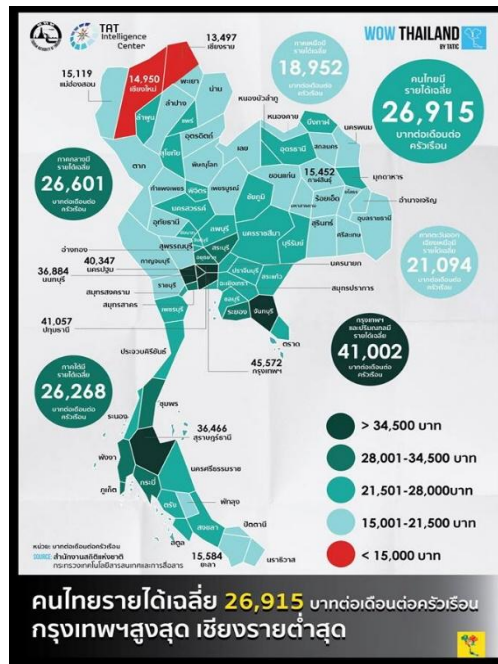 TAT
Intelligence
Center
WOW THAILAND
BY TATIC
13,497
เชียงราย
15,119
แม่ฮ่องสอน
14,950
เชียงใหม่
พะเยา
น่าน
ลำปาง
ลำพูน
แพร่
อุตรดิตถ์
สุโขทัย
ตาก
พิษณุโลก
กำแพงเพชร
พิจิตร
เพชรบูรณ์
นครสวรรค์
อุทัยธานี
ภาคเหนือมี
รายได้เฉลี่ย
18,952
บาทต่อเดือนต่อ
ครัวเรือน
คนไทยมี
รายได้เฉลี่ย
26,915
บาทต่อเดือนต่อ
ครัวเรือน
หนองบัวลำภู
หนองคาย
บึงกาฬ
เลย
อุดรธานี
สกลนคร
นครพนม
ขอนแก่น
15,452
กาฬสินธุ์
มุกดาหาร
ชัยภูมิ
ร้อยเอ็ด
อำนาจเจริญ
อุบลราชธานี
นครราชสีมา
บุรีรัมย์
สุรินทร์
ศรีสะเกษ
ภาคกลางมี
รายได้เฉลี่ย
26,601
บาทต่อเดือนต่อ
ครัวเรือน
ลพบุรี
สุพรรณบุรี
สระบุรี
อ่างทอง
กาญจนบุรี
40,347
นครปฐม
36,884
นนทบุรี
ราชบุรี
สมุทรสงคราม
สมุทรสาคร
เพชรบุรี
41,057
ปทุมธานี
ประจวบคีรีขันธ์
นครนายก
ปราจีนบุรี
สระแก้ว
ฉะเชิงเทรา
สมุทรปราการ
ชลบุรี
ระยอง
จันทบุรี
ตราด
45,572
กรุงเทพฯ
ภาคตะวันออก
เฉียงเหนือมี
รายได้เฉลี่ย
21,094
บาทต่อเดือนต่อ
ครัวเรือน
กรุงเทพฯ
และปริมณฑลมี
รายได้เฉลี่ย
41,002
บาทต่อเดือนต่อ
ครัวเรือน
ภาคใต้มี
รายได้เฉลี่ย
26,268
บาทต่อเดือนต่อ
ครัวเรือน
ชุมพร
ระนอง
36,466
สุราษฎร์ธานี
พังงา
นครศรีธรรมราช
กระบี่
ภูเก็ต
ตรัง
พัทลุง
สตูล
สงขลา
ปัตตานี
15,584
ยะลา
นราธิวาส
> 34,500 บาท
28,001-34,500 บาท
21,501-28,000บาท
15,001-21,500 บาท
< 15,000 บาท
หน่วย: บาทต่อเดือนต่อครัวเรือน
SOURCE: สำนักงานสถิติแห่งชาติ
กระทรวงเทคโนโลยีสารสนเทศและการสื่อสาร
คนไทยรายได้เฉลี่ย 26,915 บาทต่อเดือนต่อครัวเรือน
กรุงเทพฯสูงสุด เชียงรายต่ำสุด